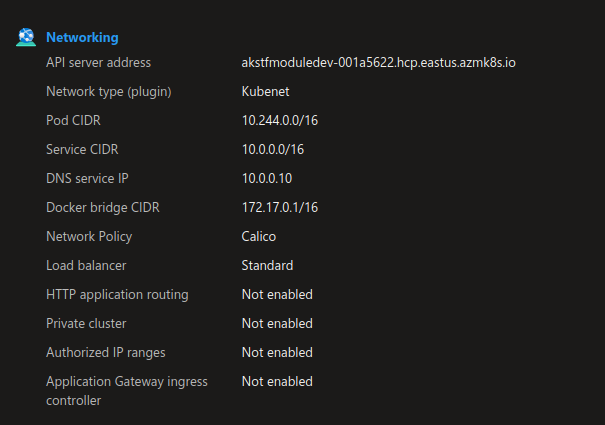 Networking
API server address akstfmoduledev-001a5622.hcp.eastus.azmk8s.io
Network type (plugin) Kubenet
Pod CIDR 10.244.0.0/16
Service CIDR 10.0.0.0/16
DNS service IP 10.0.0.10
Docker bridge CIDR 172.17.0.1/16
Network Policy Calico
Load balancer Standard
HTTP application routing Not enabled
Private cluster Not enabled
Authorized IP ranges Not enabled
Application Gateway ingress Not enabled
controller